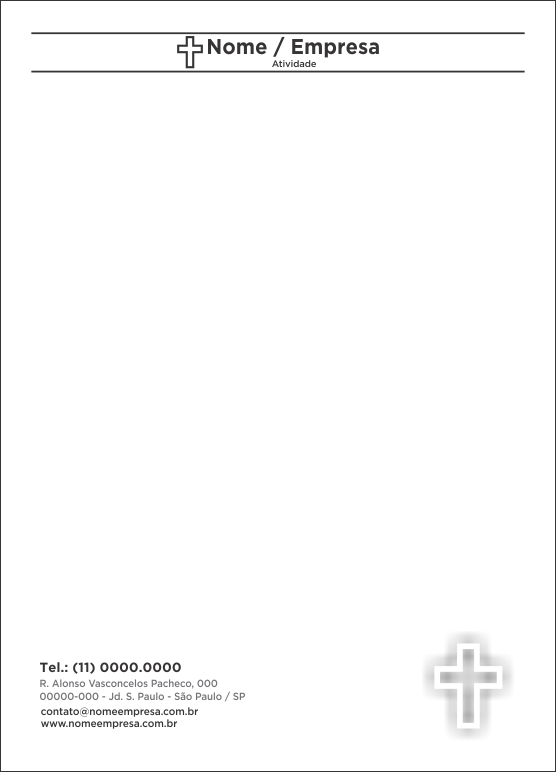 Nome / Empresa
Atividade
Tel.: (11) 0000.0000
R. Alonso Vasconcelos Pacheco, 000
00000-000 - Jd. S. Paulo - São Paulo / SP
contato@nomeempresa.com.br
www.nomeempresa.com.br